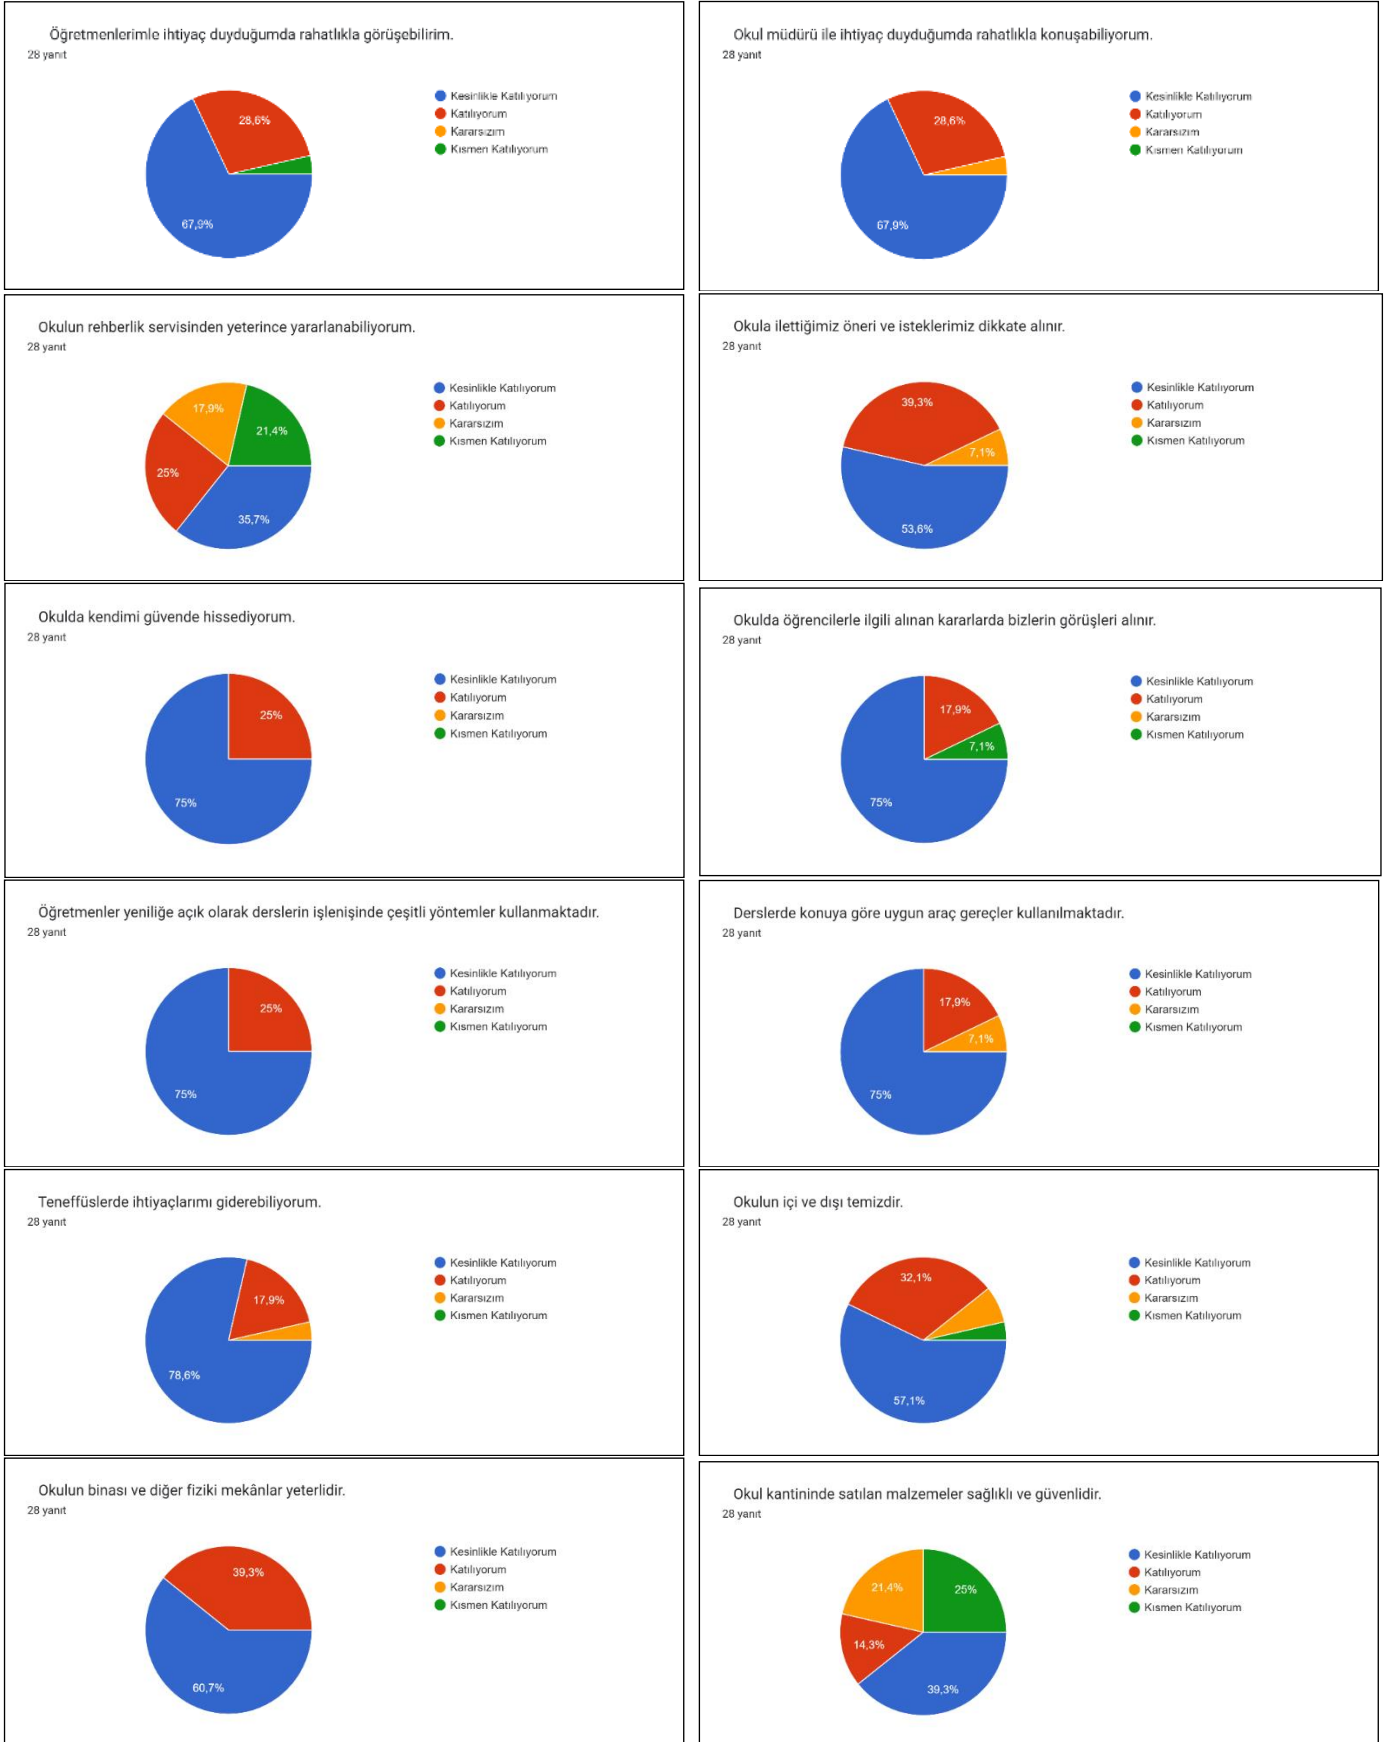 Öğretmenlerimle ihtiyaç duyduğumda rahatlıkla görüşebilirim.
28 yanıt
Kesinlikle Katılıyorum
Katılıyorum
Kararsızım
Kısmen Katılıyorum
28,6%
67,9%
Okul müdürü ile ihtiyaç duyduğumda rahatlıkla konuşabiliyorum.
28 yanıt
Kesinlikle Katılıyorum
Katılıyorum
Kararsızım
Kısmen Katılıyorum
28,6%
67,9%
Okulun rehberlik servisinden yeterince yararlanabiliyorum.
28 yanıt
Kesinlikle Katılıyorum
Katılıyorum
Kararsızım
Kısmen Katılıyorum
17,9%
21,4%
25%
35,7%
Okula ilettiğimiz öneri ve isteklerimiz dikkate alınır.
28 yanıt
Kesinlikle Katılıyorum
Katılıyorum
Kararsızım
Kısmen Katılıyorum
39,3%
7,1%
53,6%
Okulda kendimi güvende hissediyorum.
28 yanıt
Kesinlikle Katılıyorum
Katılıyorum
Kararsızım
Kısmen Katılıyorum
25%
75%
Okulda öğrencilerle ilgili alınan kararlarda bizlerin görüşleri alınır.
28 yanıt
Kesinlikle Katılıyorum
Katılıyorum
Kararsızım
Kısmen Katılıyorum
17,9%
7,1%
75%
Öğretmenler yeniliğe açık olarak derslerin işlenişinde çeşitli yöntemler kullanmaktadır.
28 yanıt
Kesinlikle Katılıyorum
Katılıyorum
Kararsızım
Kısmen Katılıyorum
25%
75%
Derslerde konuya göre uygun araç gereçler kullanılmaktadır.
28 yanıt
Kesinlikle Katılıyorum
Katılıyorum
Kararsızım
Kısmen Katılıyorum
17,9%
7,1%
75%
Teneffüslerde ihtiyaçlarımı giderebiliyorum.
28 yanıt
Kesinlikle Katılıyorum
Katılıyorum
Kararsızım
Kısmen Katılıyorum
17,9%
78,6%
Okulun içi ve dışı temizdir.
28 yanıt
Kesinlikle Katılıyorum
Katılıyorum
Kararsızım
Kısmen Katılıyorum
32,1%
57,1%
Okulun binası ve diğer fiziki mekânlar yeterlidir.
28 yanıt
Kesinlikle Katılıyorum
Katılıyorum
Kararsızım
Kısmen Katılıyorum
39,3%
60,7%
Okul kantininde satılan malzemeler sağlıklı ve güvenlidir.
28 yanıt
Kesinlikle Katılıyorum
Katılıyorum
Kararsızım
Kısmen Katılıyorum
21,4%
25%
14,3%
39,3%